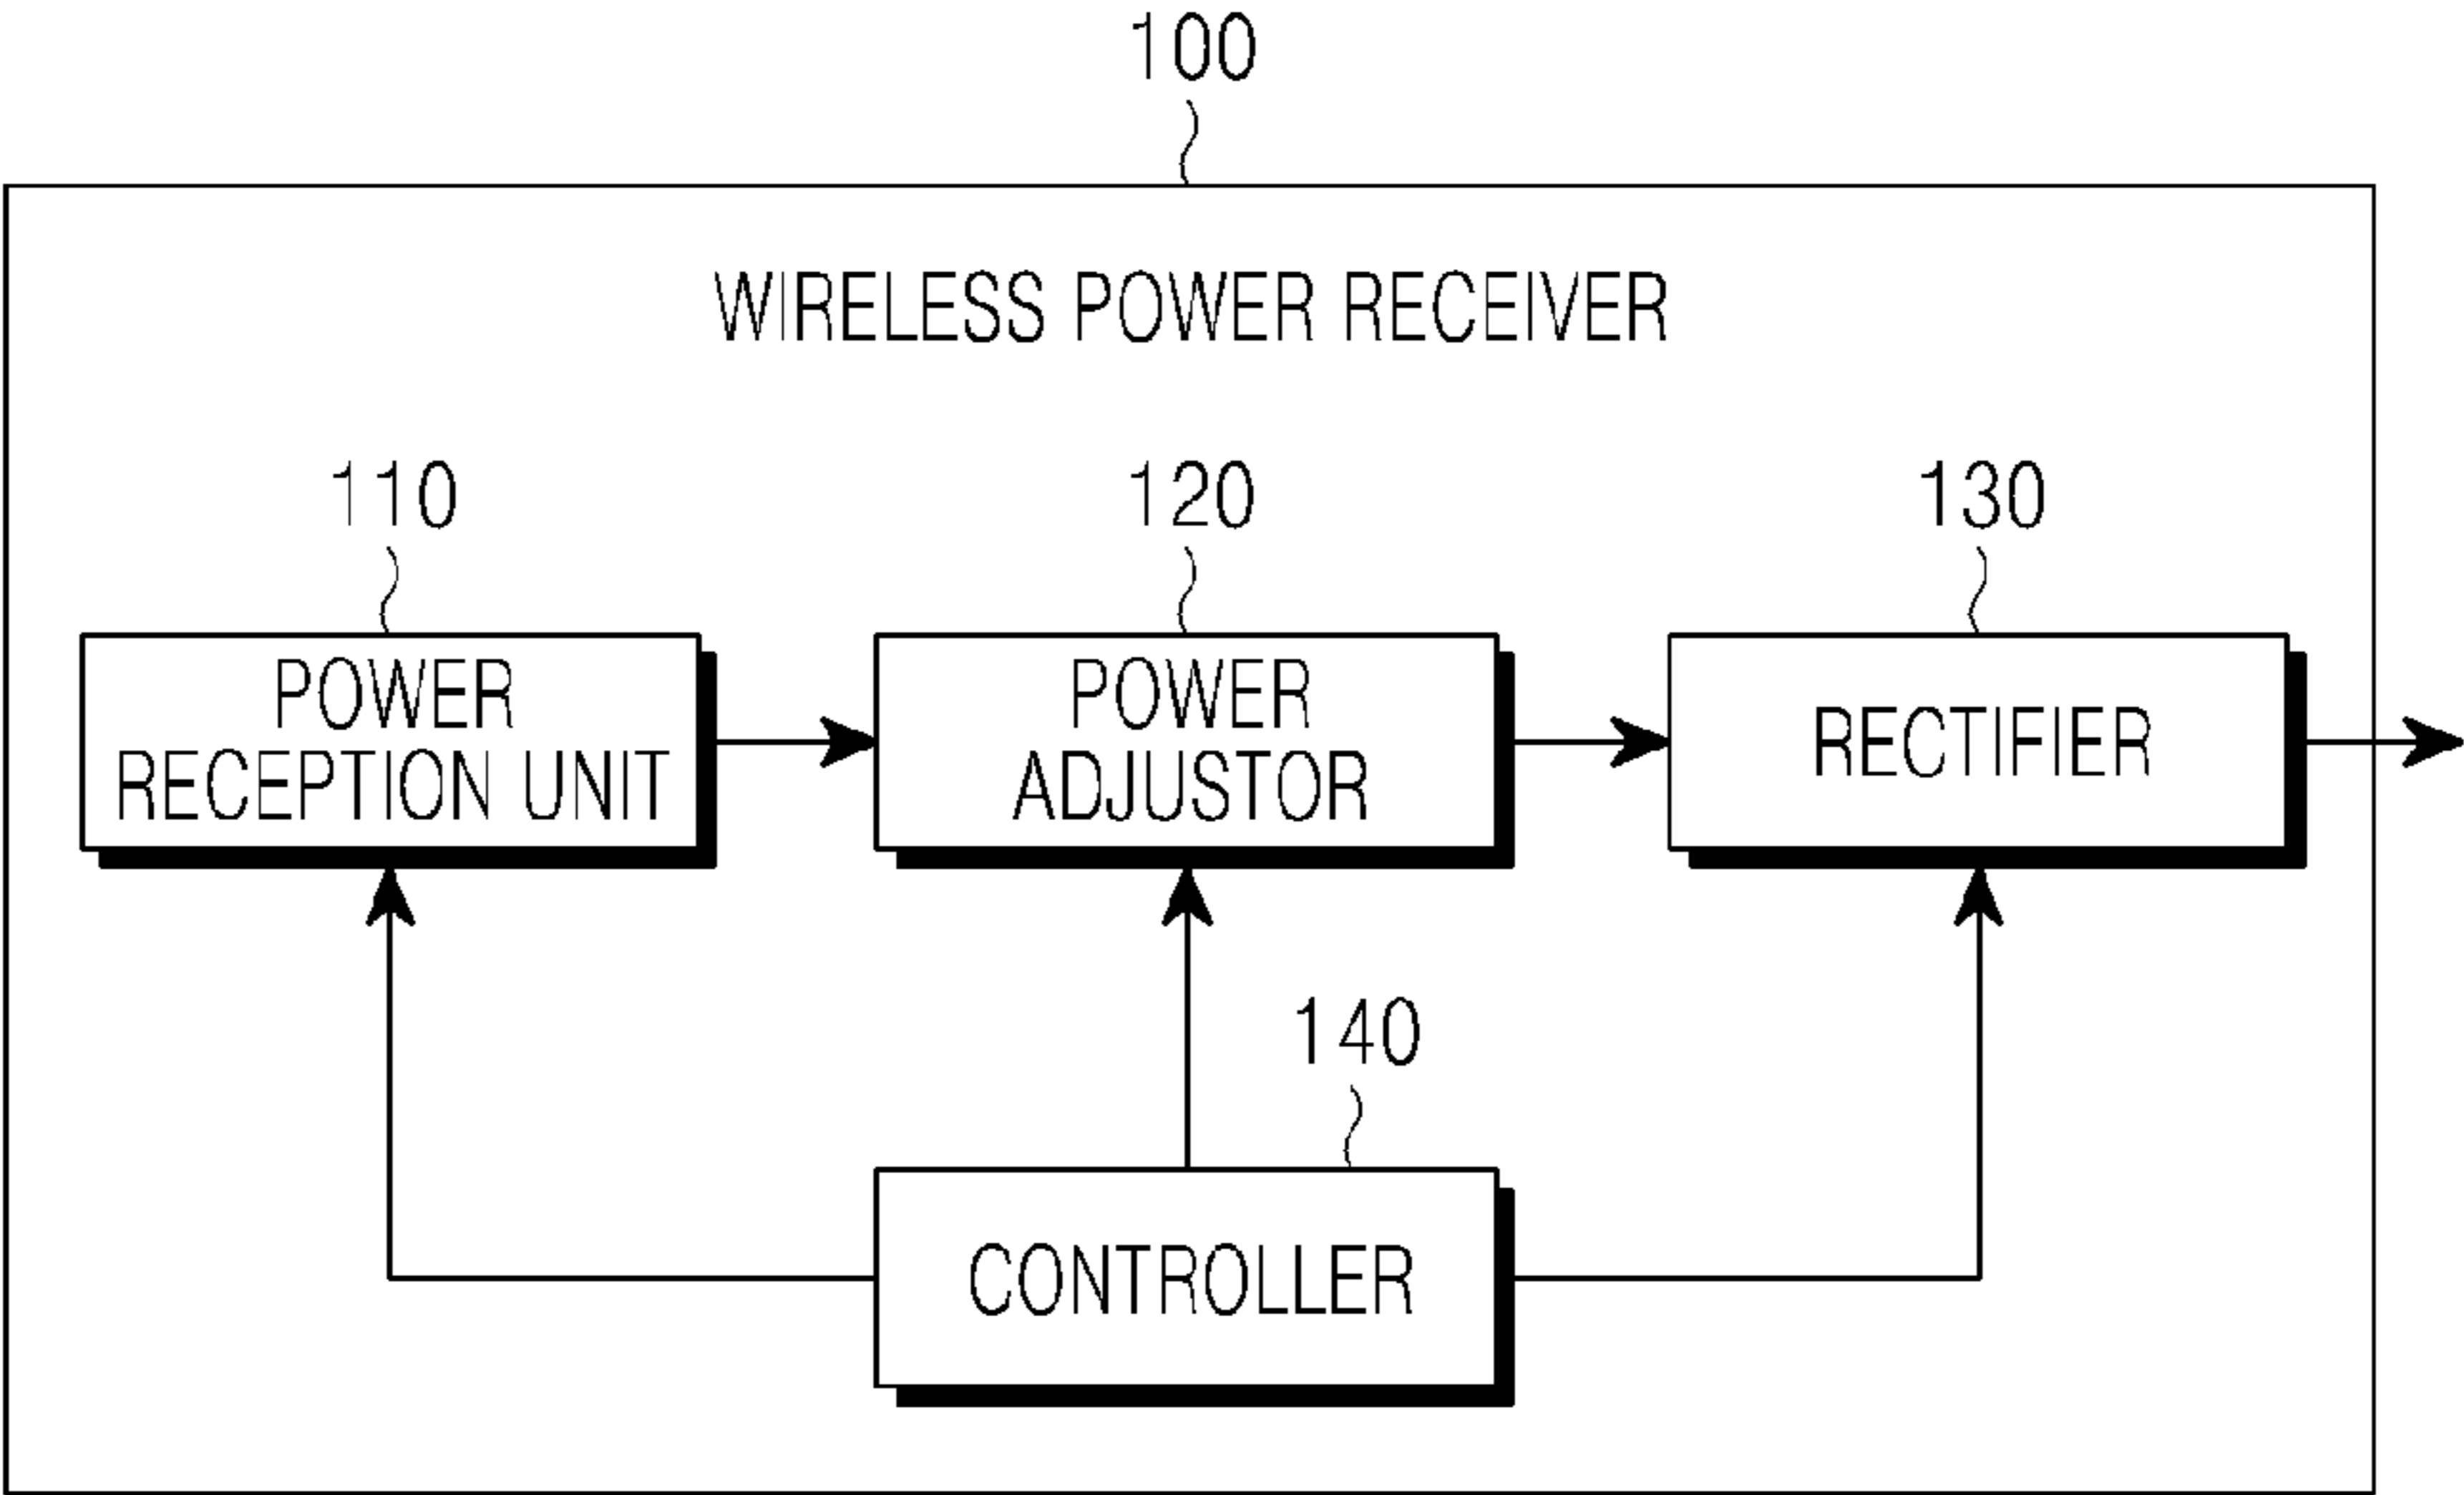 100
WIRELESS POWER RECEIVER
110
120
130
POWER
RECEPTION UNIT
POWER
ADJUSTOR
RECTIFIER
140
CONTROLLER